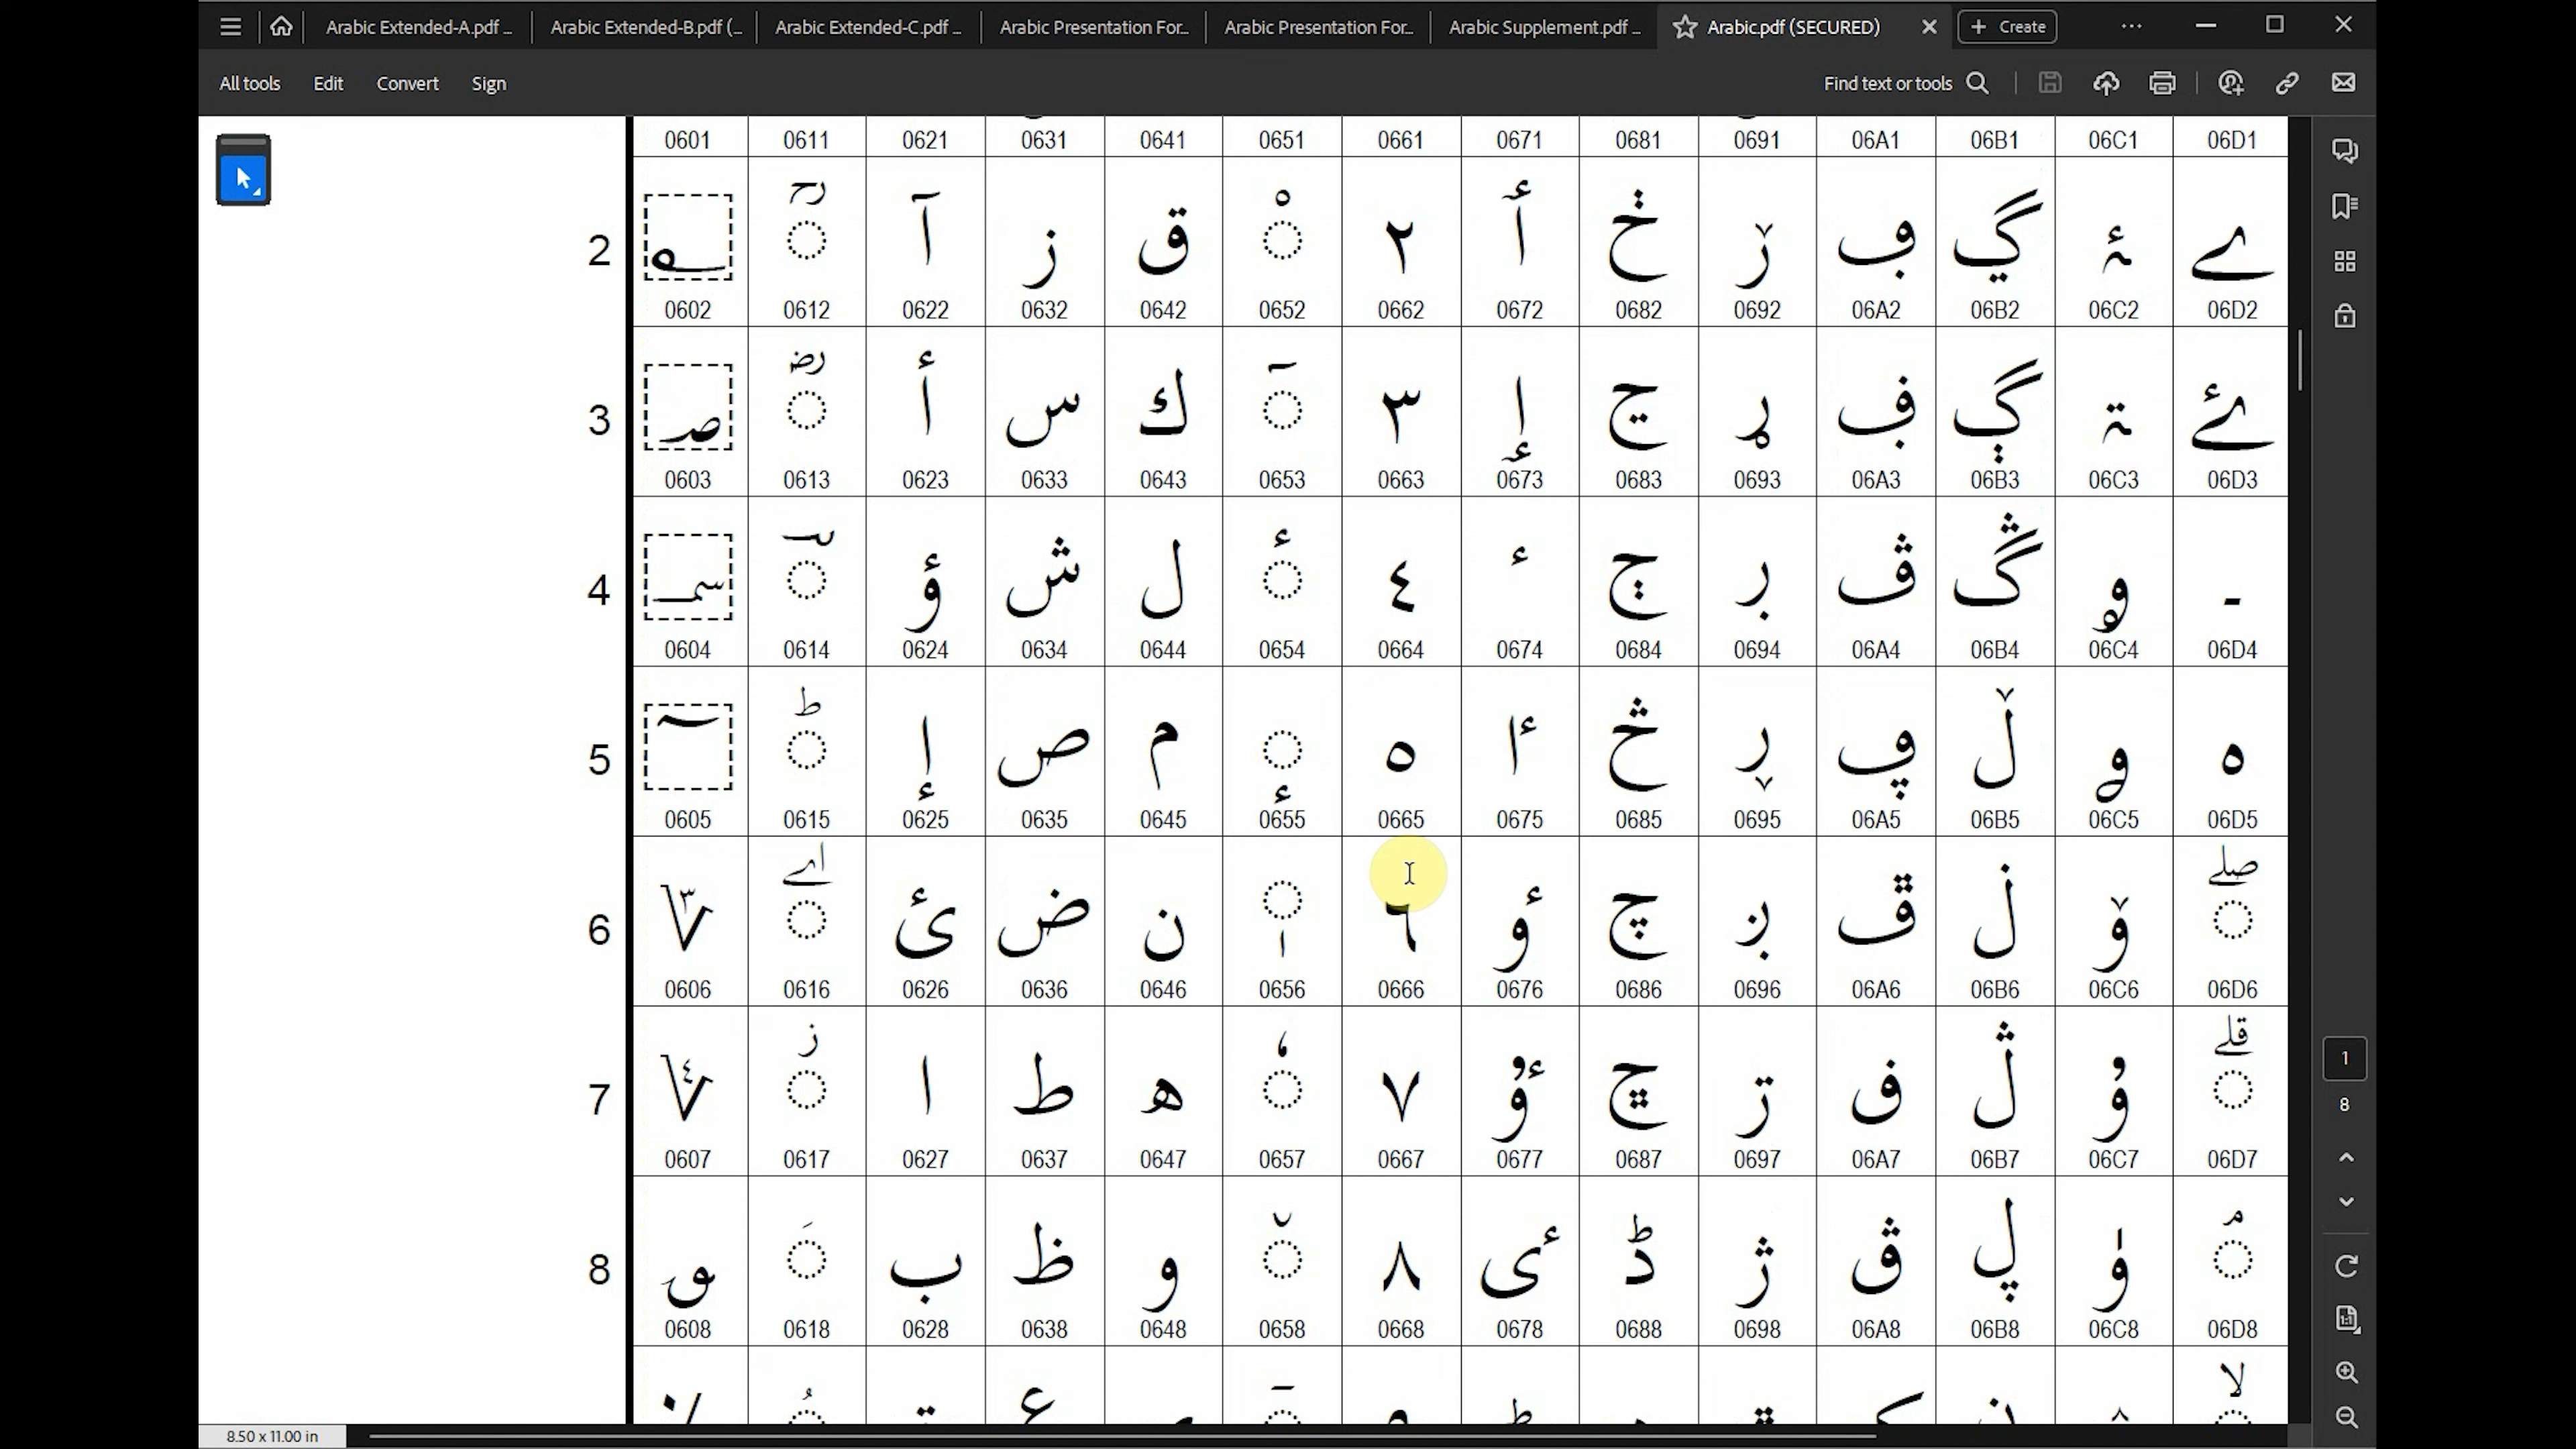 Arabic Extended-A.pdf ... Arabic Extended-B.pdf (... Arabic Extended-C.pdf ... Arabic Presentation For... Arabic Presentation For... Arabic Supplement.pdf ... Arabic.pdf (SECURED) Create
All tools Edit Convert Sign Find text or tools
0601 0611 0621 0631 0641 0651 0661 0671 0681 0691 06A1 06B1 06C1 06D1
2 ؂ ؒ آ ز ق ْ ٢ ٲ ڂ ڒ ڢ ڲ ۂ ے
0602 0612 0622 0632 0642 0652 0662 0672 0682 0692 06A2 06B2 06C2 06D2
3 ؃ ؓ أ س ك ٓ ٣ ٳ ڃ ړ ڣ ڳ ۃ ۓ
0603 0613 0623 0633 0643 0653 0663 0673 0683 0693 06A3 06B3 06C3 06D3
4 ؄ ؔ ؤ ش ل ٔ ٤ ٴ ڄ ڔ ڤ ڴ ۄ ۔
0604 0614 0624 0634 0644 0654 0664 0674 0684 0694 06A4 06B4 06C4 06D4
5 ؅ ؕ إ ص م ٕ ٥ ٵ څ ڕ ڥ ڵ ۅ ە
0605 0615 0625 0635 0645 0655 0665 0675 0685 0695 06A5 06B5 06C5 06D5
6 ؆ ؖ ئ ض ن ٖ ٦ ٶ چ ږ ڦ ڶ ۆ ۖ
0606 0616 0626 0636 0646 0656 0666 0676 0686 0696 06A6 06B6 06C6 06D6
7 ؇ ؗ ا ط ه ٗ ٧ ٷ ڇ ڗ ڧ ڷ ۇ ۗ
0607 0617 0627 0637 0647 0657 0667 0677 0687 0697 06A7 06B7 06C7 06D7
8 ؈ ؘ ب ظ و ٘ ٨ ٸ ڈ ژ ڨ ڸ ۈ ۘ
0608 0618 0628 0638 0648 0658 0668 0678 0688 0698 06A8 06B8 06C8 06D8
1
8
8.50 x 11.00 in